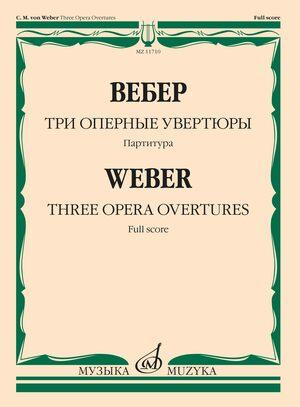 C. M. von Weber Three Opera Overtures Full score
MZ 11710
ВЕБЕР
ТРИ ОПЕРНЫЕ УВЕРТЮРЫ
Партитура
WEBER
THREE OPERA OVERTURES
Full score
МУЗЫКА MUZYKA